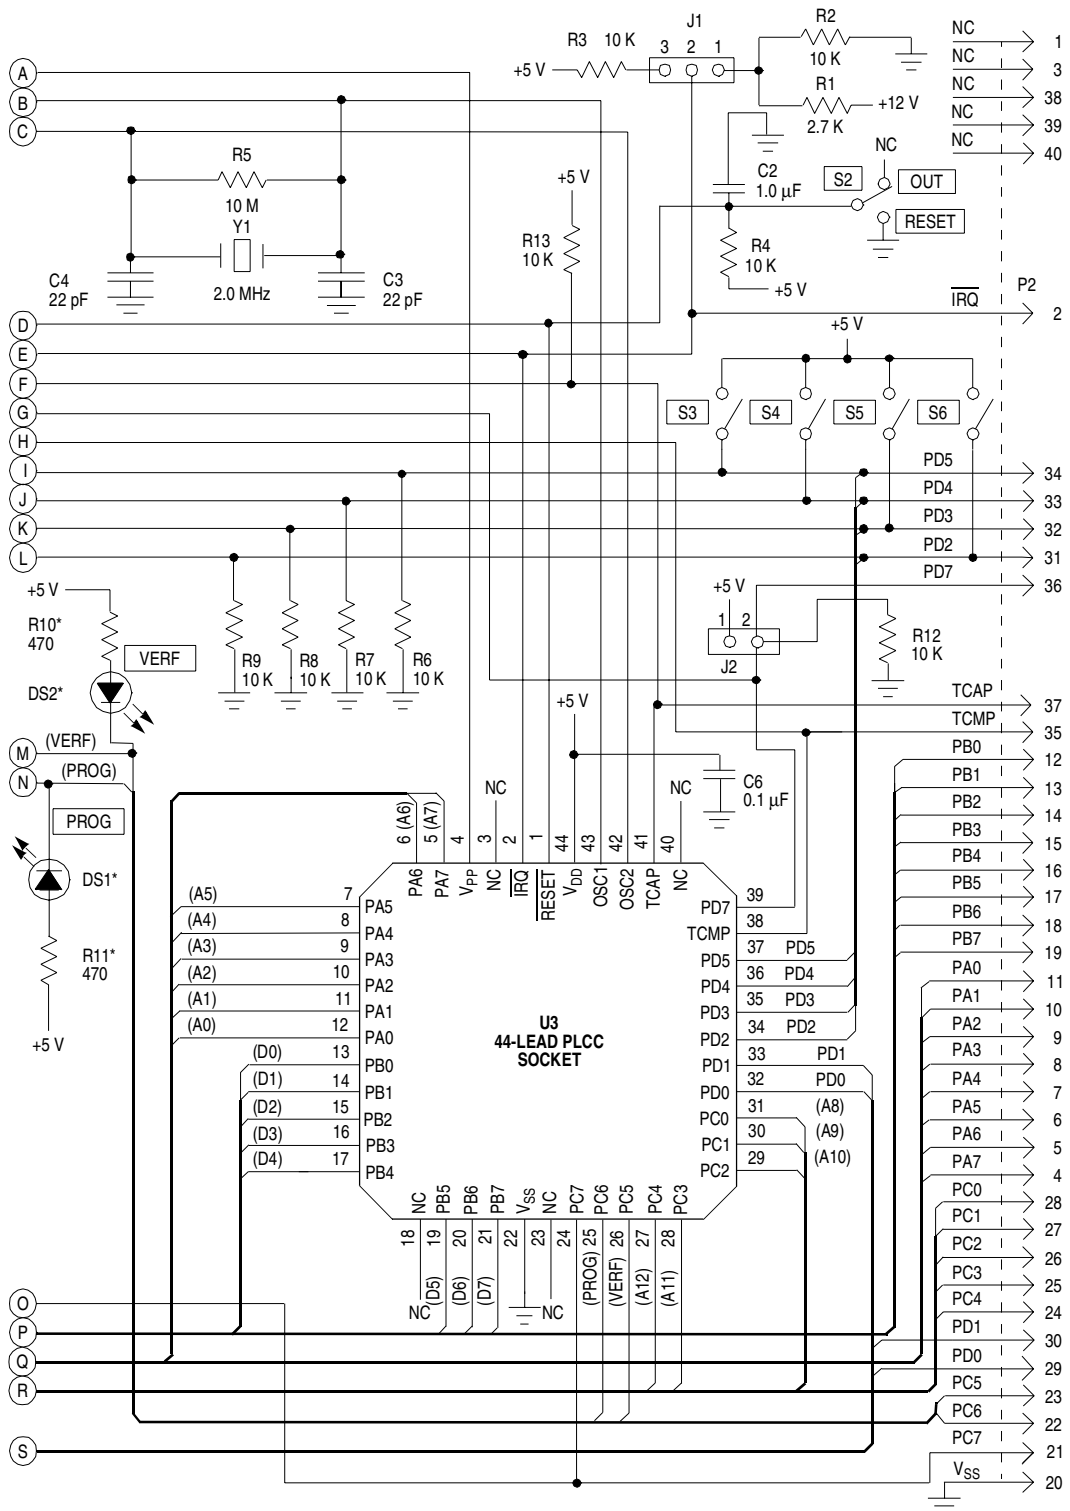 J1
R3 10 K
3 2 1
+5 V
R2
10 K
R1
2.7 K
+12 V
NC 1
NC 3
NC 38
NC 39
NC 40
A
B
C
R5
10 M
Y1
2.0 MHz
C4
22 pF
C3
22 pF
+5 V
R13
10 K
C2
1.0 µF
R4
10 K
+5 V
NC
S2
OUT
RESET
P2
IRQ 2
+5 V
D
E
F
G
H
I
J
K
L
S3
S4
S5
S6
PD5 34
PD4 33
PD3 32
PD2 31
PD7 36
+5 V
R10*
470
VERF
DS2*
R9
10 K
R8
10 K
R7
10 K
R6
10 K
+5 V
1 2
J2
R12
10 K
M (VERF)
N (PROG)
PROG
DS1*
R11*
470
+5 V
+5 V
C6
0.1 µF
NC
NC
TCAP 37
TCMP 35
PB0 12
PB1 13
PB2 14
PB3 15
PB4 16
PB5 17
PB6 18
PB7 19
PA0 11
PA1 10
PA2 9
PA3 8
PA4 7
PA5 6
PA6 5
PA7 4
PC0 28
PC1 27
PC2 26
PC3 25
PC4 24
PD1 30
PD0 29
PC5 23
PC6 22
PC7 21
VSS 20
6 (A6)
5 (A7)
4
3
2
1
44
43
42
41
40
PA6
PA7
VPP
NC
IRQ
RESET
VDD
OSC1
OSC2
TCAP
NC
(A5) 7 PA5
(A4) 8 PA4
(A3) 9 PA3
(A2) 10 PA2
(A1) 11 PA1
(A0) 12 PA0
(D0) 13 PB0
(D1) 14 PB1
(D2) 15 PB2
(D3) 16 PB3
(D4) 17 PB4
U3
44-LEAD PLCC
SOCKET
PD7 39
TCMP 38
PD5 37 PD5
PD4 36 PD4
PD3 35 PD3
PD2 34 PD2
PD1 33 PD1
PD0 32 PD0
PC0 31 (A8)
PC1 30 (A9)
PC2 29 (A10)
NC
PB5
PB6
PB7
VSS
NC
PC7
PC6
PC5
PC4
PC3
18
19
20
21
22
23
24
25
26
27
28
NC
(D5)
(D6)
(D7)
NC
(PROG)
(VERF)
(A12)
(A11)
O
P
Q
R
S